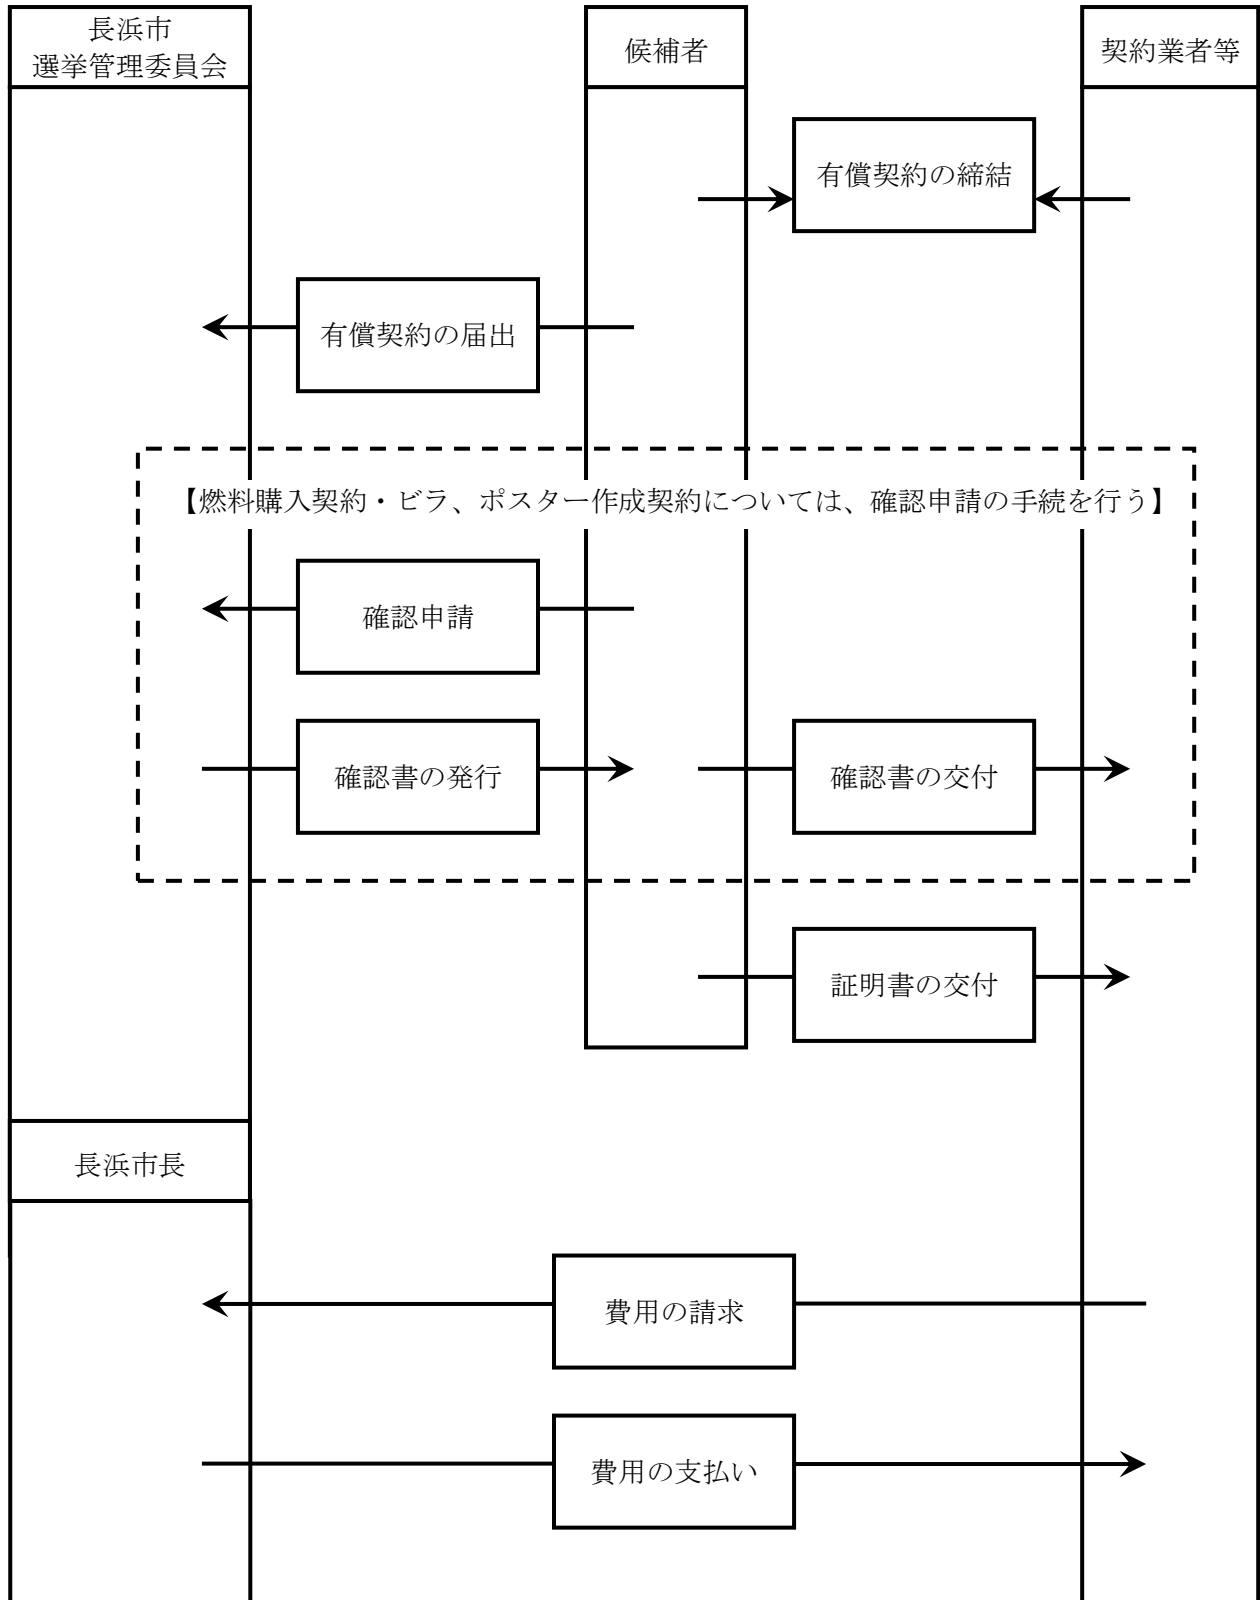 長浜市
選挙管理委員会
候補者
契約業者等
有償契約の締結
有償契約の届出
【燃料購入契約・ビラ、ポスター作成契約については、確認申請の手続を行う】
確認申請
確認書の発行
確認書の交付
証明書の交付
長浜市長
費用の請求
費用の支払い